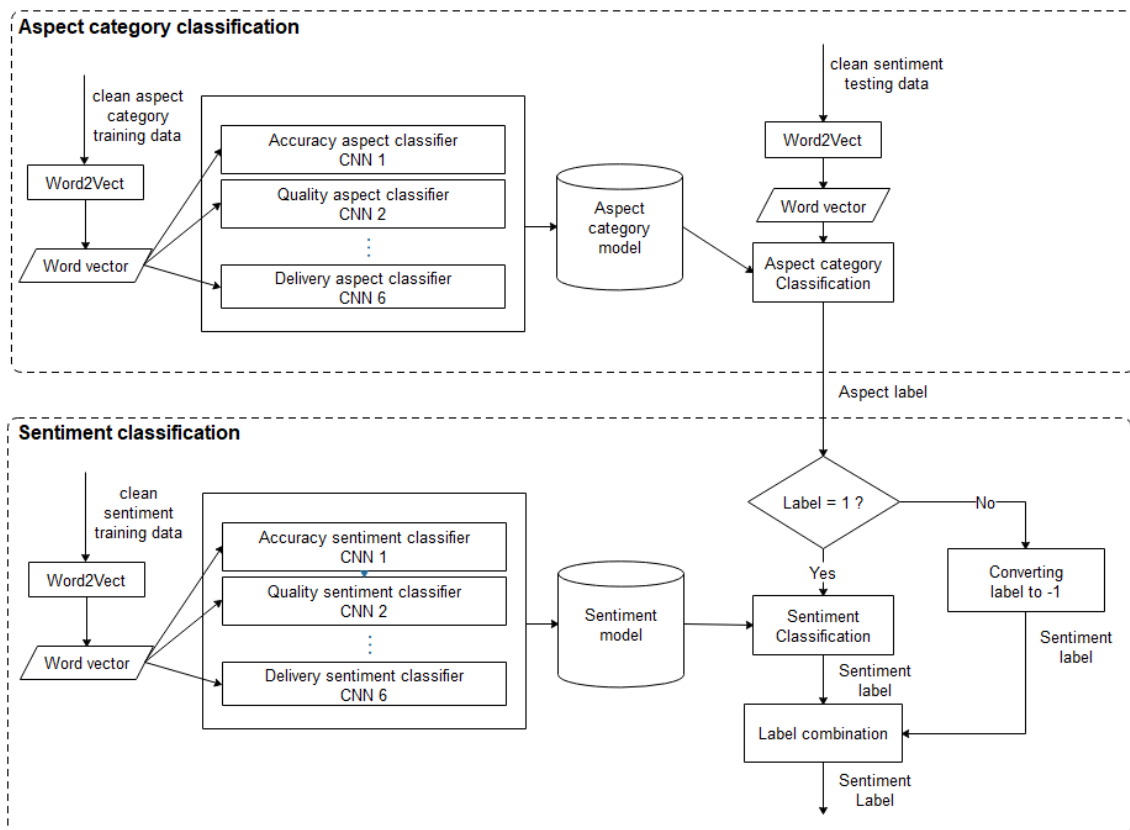 Aspect category classification
clean aspect
category
training data
Word2Vect
Word vector
Accuracy aspect classifier
CNN 1
Quality aspect classifier
CNN 2
Delivery aspect classifier
CNN 6
Aspect
category
model
clean sentiment
testing data
Word2Vect
Word vector
Aspect category
Classification
Aspect label
Sentiment classification
clean
sentiment
training data
Word2Vect
Word vector
Accuracy sentiment classifier
CNN 1
Quality sentiment classifier
CNN 2
Delivery sentiment classifier
CNN 6
Sentiment
model
Label = 1 ?
No
Yes
Converting
label to -1
Sentiment
Classification
Sentiment
label
Sentiment
label
Label combination
Sentiment
Label